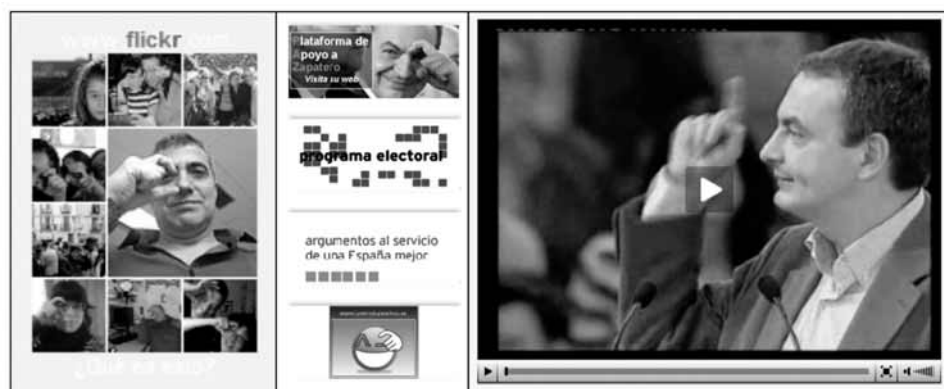 www.flickr.com
¿Qué es esto?
Plataforma de
Apoyo a
Zapatero
Visita su web
programa electoral
argumentos al servicio
de una España mejor